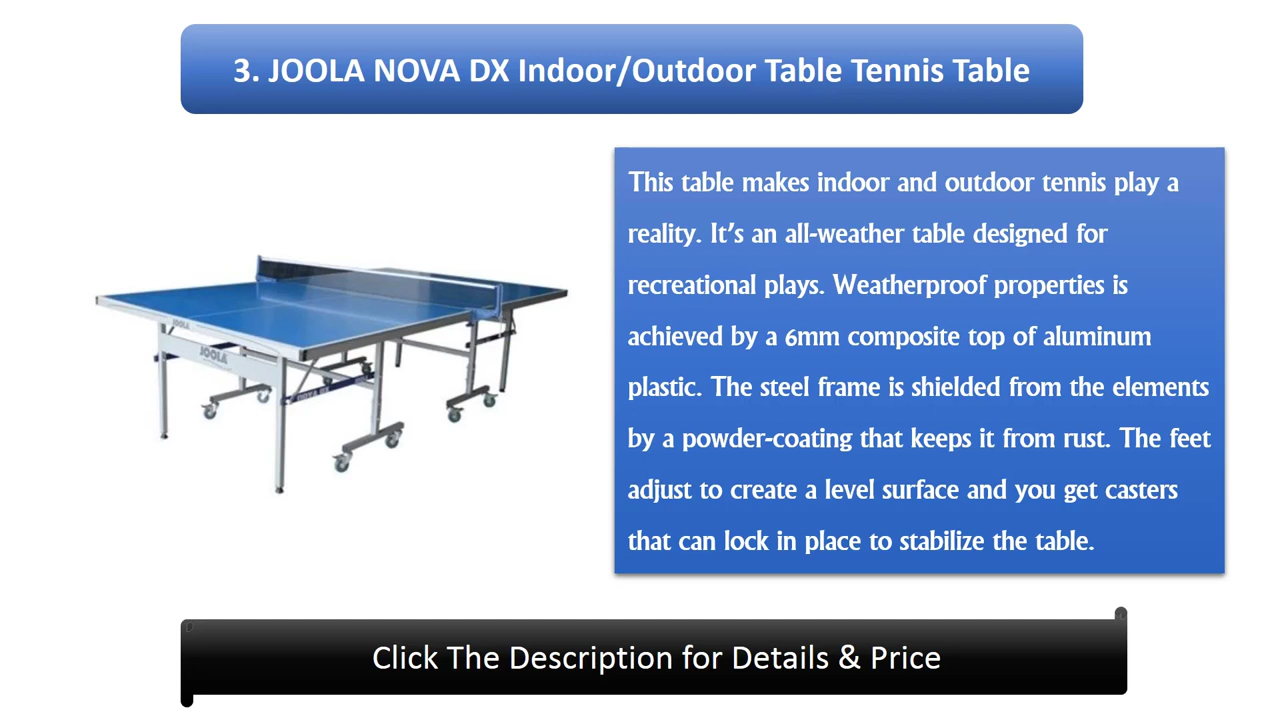 3. JOOLA NOVA DX Indoor/Outdoor Table Tennis Table
This table makes indoor and outdoor tennis play a
reality. It's an all-weather table designed for
recreational plays. Weatherproof properties is
achieved by a 6mm composite top of aluminum
plastic. The steel frame is shielded from the elements
by a powder-coating that keeps it from rust. The feet
adjust to create a level surface and you get casters
that can lock in place to stabilize the table.
JOOLA
JOOLA
NOVA DX
Click The Description for Details & Price